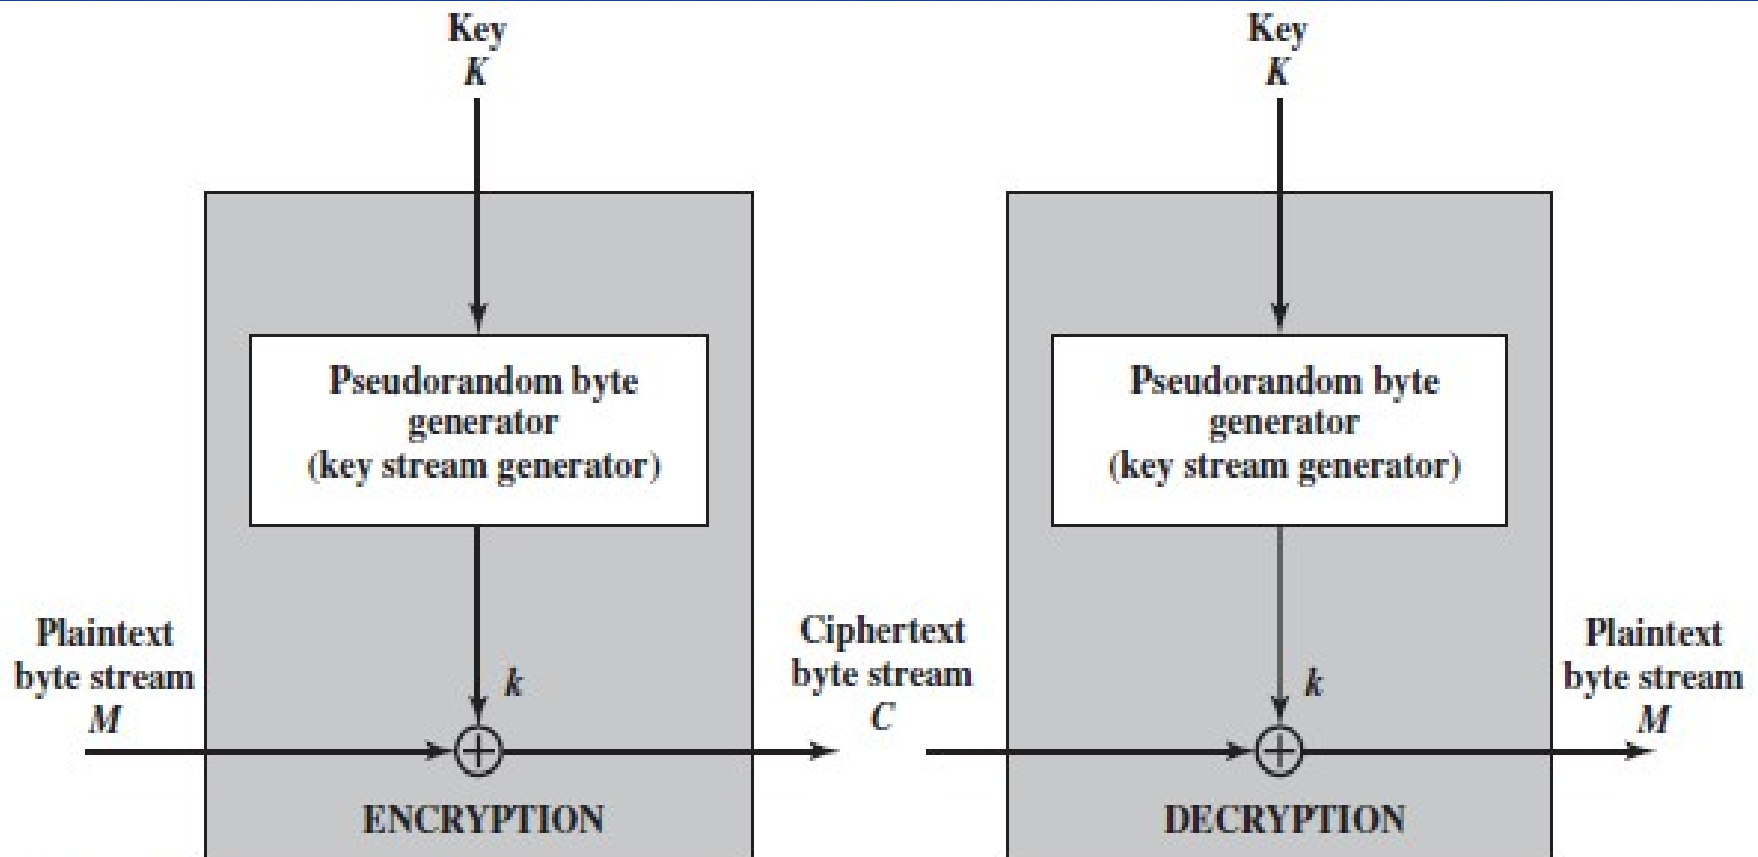 Key
K
Pseudorandom byte
generator
(key stream generator)
Plaintext
byte stream
M
k
ENCRYPTION
Ciphertext
byte stream
C
Key
K
Pseudorandom byte
generator
(key stream generator)
k
DECRYPTION
Plaintext
byte stream
M